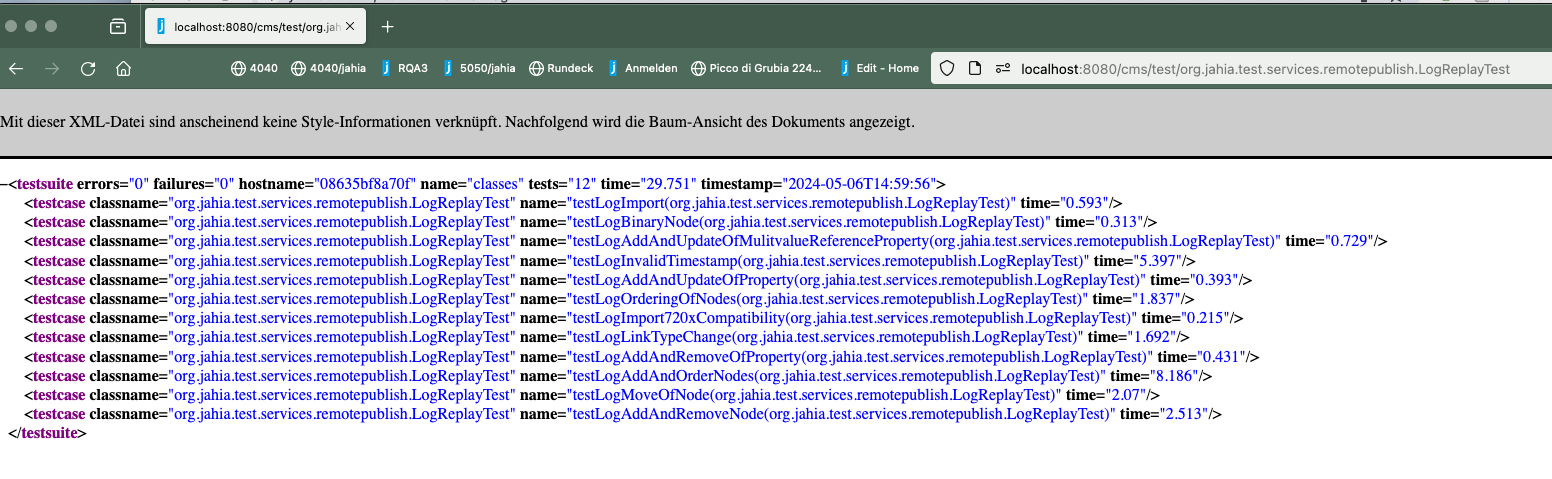 localhost:8080/cms/test/org.jah
4040 4040/jahia RQA3 5050/jahia Rundeck Anmelden Picco di Grubia 224... Edit - Home localhost:8080/cms/test/org.jahia.test.services.remotepublish.LogReplayTest
Mit dieser XML-Datei sind anscheinend keine Style-Informationen verknüpft. Nachfolgend wird die Baum-Ansicht des Dokuments angezeigt.
−<testsuite errors="0" failures="0" hostname="08635bf8a70f" name="classes" tests="12" time="29.751" timestamp="2024-05-06T14:59:56">
<testcase classname="org.jahia.test.services.remotepublish.LogReplayTest" name="testLogImport(org.jahia.test.services.remotepublish.LogReplayTest)" time="0.593"/>
<testcase classname="org.jahia.test.services.remotepublish.LogReplayTest" name="testLogBinaryNode(org.jahia.test.services.remotepublish.LogReplayTest)" time="0.313"/>
<testcase classname="org.jahia.test.services.remotepublish.LogReplayTest" name="testLogAddAndUpdateOfMulitvalueReferenceProperty(org.jahia.test.services.remotepublish.LogReplayTest)" time="0.729"/>
<testcase classname="org.jahia.test.services.remotepublish.LogReplayTest" name="testLogInvalidTimestamp(org.jahia.test.services.remotepublish.LogReplayTest)" time="5.397"/>
<testcase classname="org.jahia.test.services.remotepublish.LogReplayTest" name="testLogAddAndUpdateOfProperty(org.jahia.test.services.remotepublish.LogReplayTest)" time="0.393"/>
<testcase classname="org.jahia.test.services.remotepublish.LogReplayTest" name="testLogOrderingOfNodes(org.jahia.test.services.remotepublish.LogReplayTest)" time="1.837"/>
<testcase classname="org.jahia.test.services.remotepublish.LogReplayTest" name="testLogImport720xCompatibility(org.jahia.test.services.remotepublish.LogReplayTest)" time="0.215"/>
<testcase classname="org.jahia.test.services.remotepublish.LogReplayTest" name="testLogLinkTypeChange(org.jahia.test.services.remotepublish.LogReplayTest)" time="1.692"/>
<testcase classname="org.jahia.test.services.remotepublish.LogReplayTest" name="testLogAddAndRemoveOfProperty(org.jahia.test.services.remotepublish.LogReplayTest)" time="0.431"/>
<testcase classname="org.jahia.test.services.remotepublish.LogReplayTest" name="testLogAddAndOrderNodes(org.jahia.test.services.remotepublish.LogReplayTest)" time="8.186"/>
<testcase classname="org.jahia.test.services.remotepublish.LogReplayTest" name="testLogMoveOfNode(org.jahia.test.services.remotepublish.LogReplayTest)" time="2.07"/>
<testcase classname="org.jahia.test.services.remotepublish.LogReplayTest" name="testLogAddAndRemoveNode(org.jahia.test.services.remotepublish.LogReplayTest)" time="2.513"/>
</testsuite>